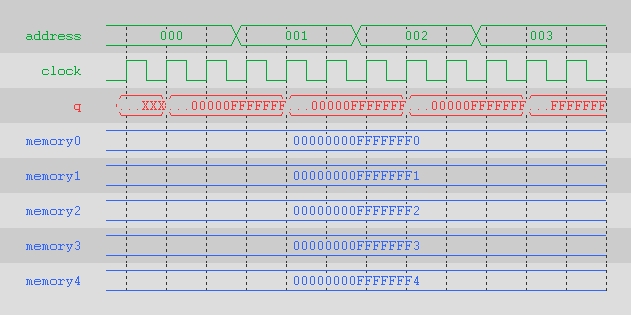 address 000 001 002 003
clock
q ...XXX ...00000FFFFFFF ...00000FFFFFFF ...00000FFFFFFF ...FFFFFFF
memory0 00000000FFFFFFF0
memory1 00000000FFFFFFF1
memory2 00000000FFFFFFF2
memory3 00000000FFFFFFF3
memory4 00000000FFFFFFF4